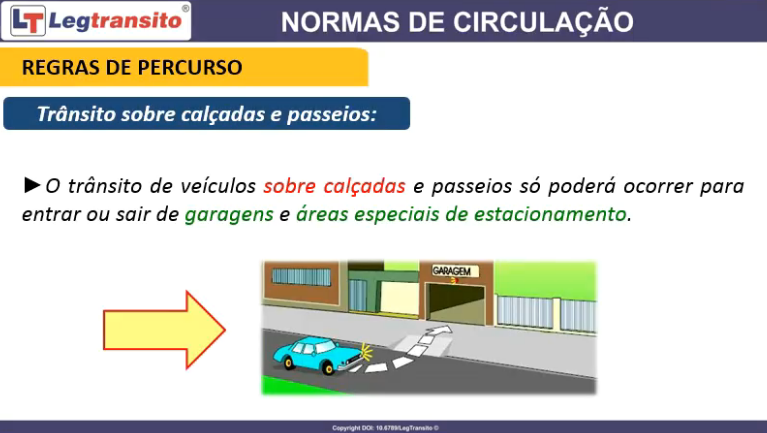 LT Legtransito®
NORMAS DE CIRCULAÇÃO
REGRAS DE PERCURSO
Trânsito sobre calçadas e passeios:
►O trânsito de veículos sobre calçadas e passeios só poderá ocorrer para
entrar ou sair de garagens e áreas especiais de estacionamento.
GARAGEM
Copyright DOI: 10.6789/LegTransito ©